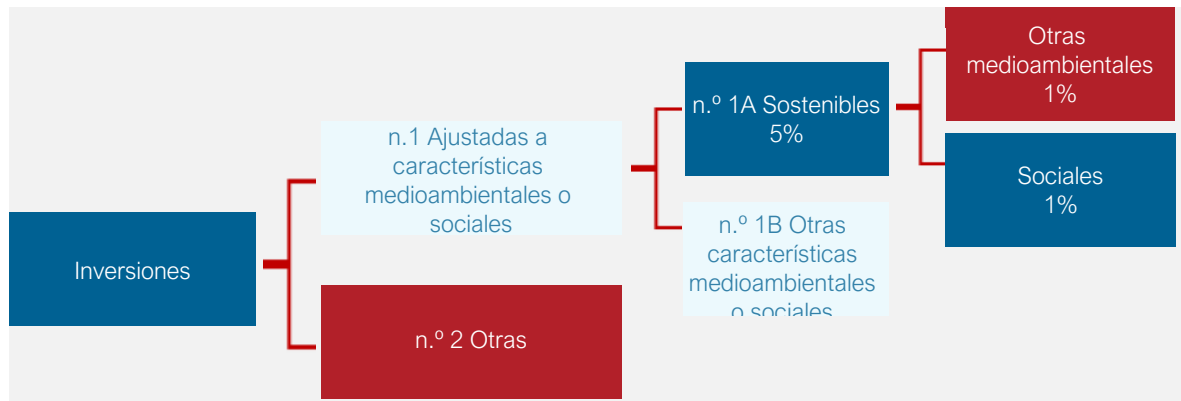 Inversiones
n.1 Ajustadas a
características
medioambientales o
sociales
n.º 2 Otras
n.º 1A Sostenibles
5%
n.º 1B Otras
características
medioambientales
o sociales
Otras
medioambientales
1%
Sociales
1%